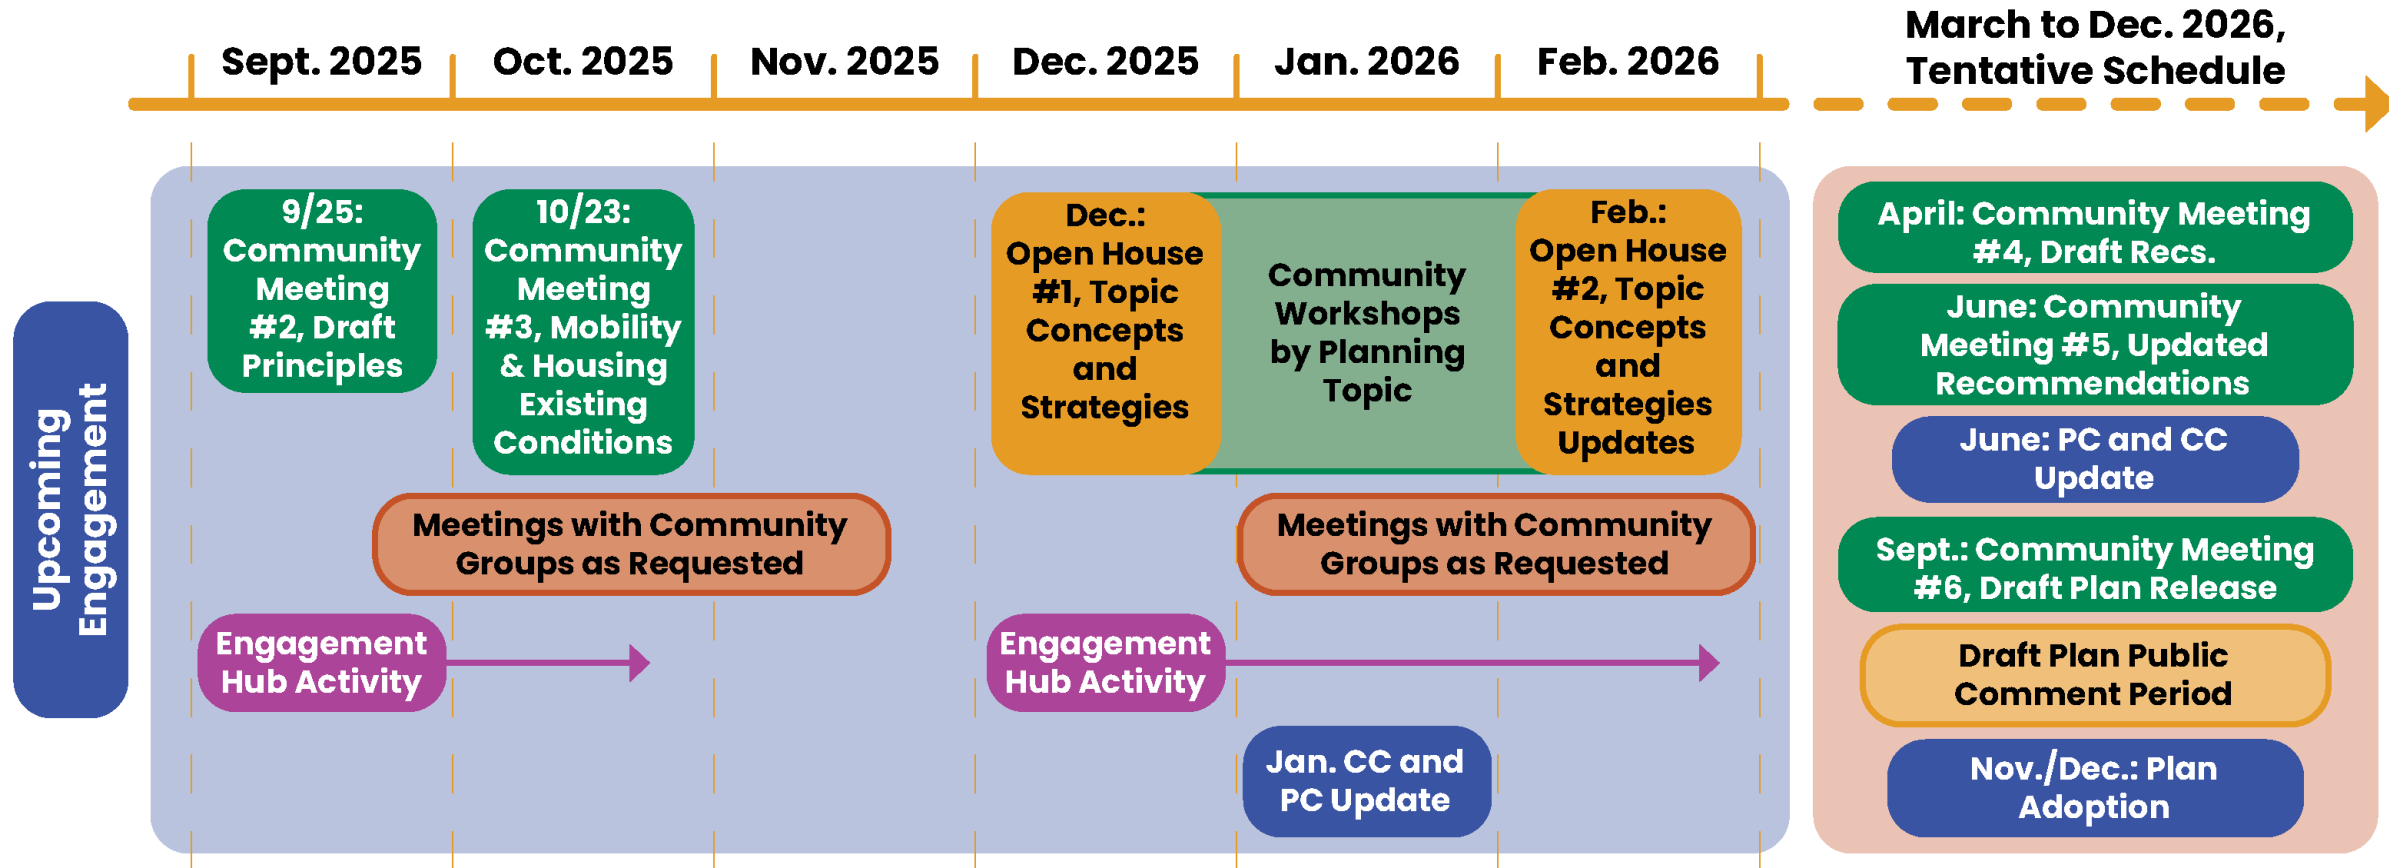 Sept. 2025
Oct. 2025
Nov. 2025
Dec. 2025
Jan. 2026
Feb. 2026
March to Dec. 2026,
Tentative Schedule
Upcoming
Engagement
9/25:
Community
Meeting
#2, Draft
Principles
10/23:
Community
Meeting
#3, Mobility
& Housing
Existing
Conditions
Dec.:
Open House
#1, Topic
Concepts
and
Strategies
Community
Workshops
by Planning
Topic
Feb.:
Open House
#2, Topic
Concepts
and
Strategies
Updates
Meetings with Community
Groups as Requested
Meetings with Community
Groups as Requested
Engagement
Hub Activity
Engagement
Hub Activity
Jan. CC and
PC Update
April: Community Meeting
#4, Draft Recs.
June: Community
Meeting #5, Updated
Recommendations
June: PC and CC
Update
Sept.: Community Meeting
#6, Draft Plan Release
Draft Plan Public
Comment Period
Nov./Dec.: Plan
Adoption